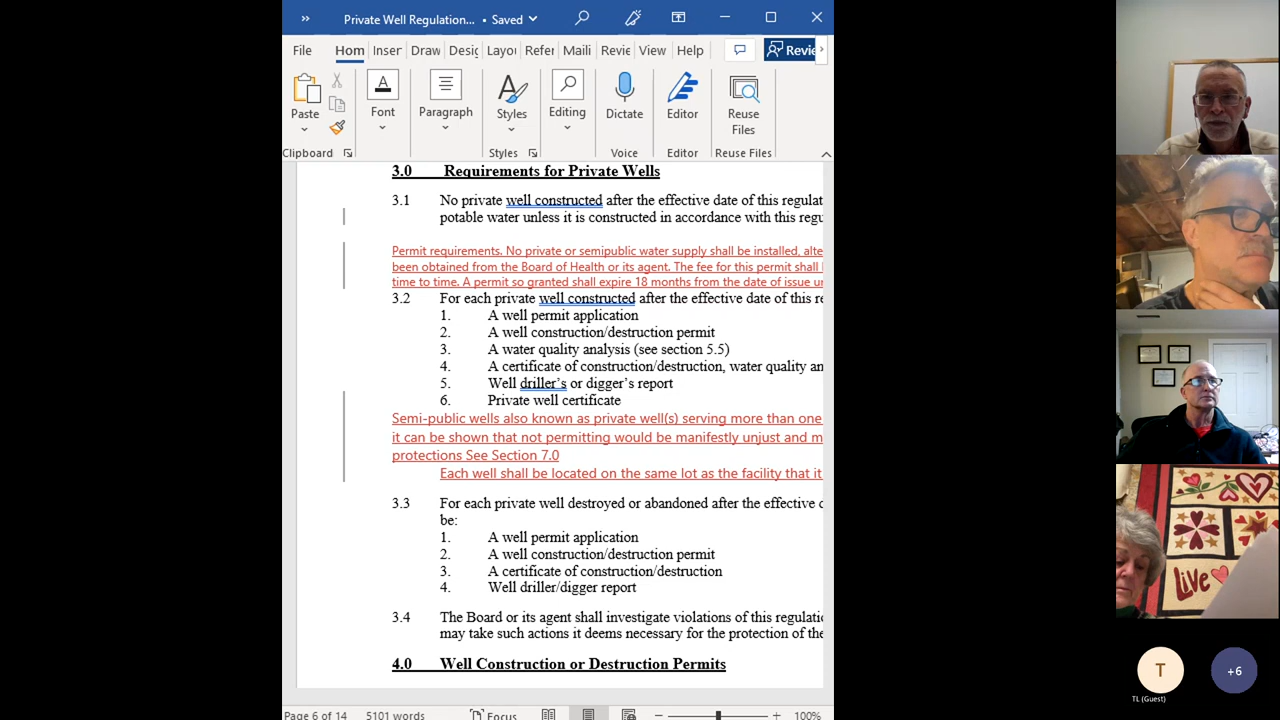 Private Well Regulation... • Saved
File Hom Inser Draw Desig Layou Refer Maili Revie View Help Revie
Paste
Font
Paragraph
Styles
Editing
Dictate
Editor
Reuse
Files
Clipboard Styles Voice Editor Reuse Files
3.0 Requirements for Private Wells
3.1 No private well constructed after the effective date of this regulat
potable water unless it is constructed in accordance with this regu
Permit requirements. No private or semipublic water supply shall be installed, alte
been obtained from the Board of Health or its agent. The fee for this permit shall
time to time. A permit so granted shall expire 18 months from the date of issue un
3.2 For each private well constructed after the effective date of this re
1. A well permit application
2. A well construction/destruction permit
3. A water quality analysis (see section 5.5)
4. A certificate of construction/destruction, water quality an
5. Well driller's or digger's report
6. Private well certificate
Semi-public wells also known as private well(s) serving more than one
it can be shown that not permitting would be manifestly unjust and m
protections See Section 7.0
Each well shall be located on the same lot as the facility that it
3.3 For each private well destroyed or abandoned after the effective d
be:
1. A well permit application
2. A well construction/destruction permit
3. A certificate of construction/destruction
4. Well driller/digger report
3.4 The Board or its agent shall investigate violations of this regulatio
may take such actions it deems necessary for the protection of the
4.0 Well Construction or Destruction Permits
Page 6 of 14 5101 words Focus 100%
Live
T
+6
TL (Guest)